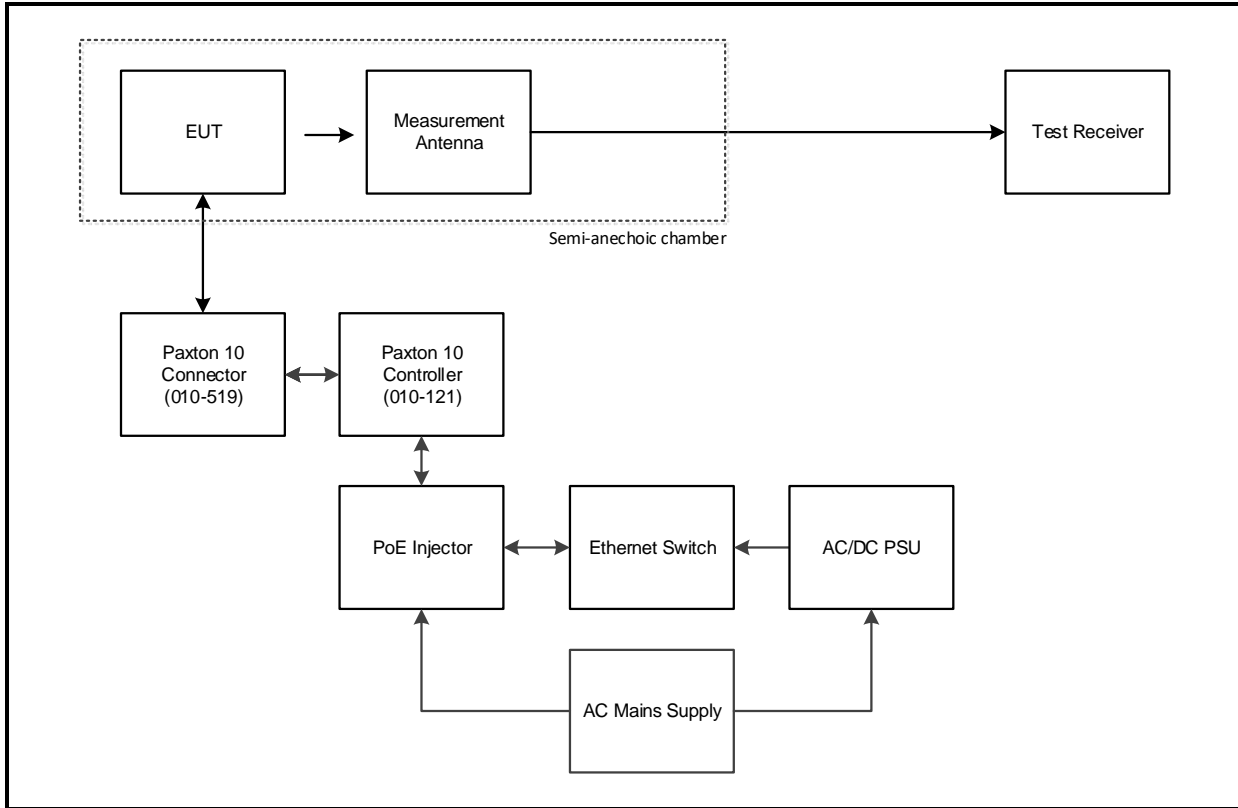 EUT
Measurement
Antenna
Test Receiver
Semi-anechoic chamber
Paxton 10
Connector
(010-519)
Paxton 10
Controller
(010-121)
PoE Injector
Ethernet Switch
AC/DC PSU
AC Mains Supply